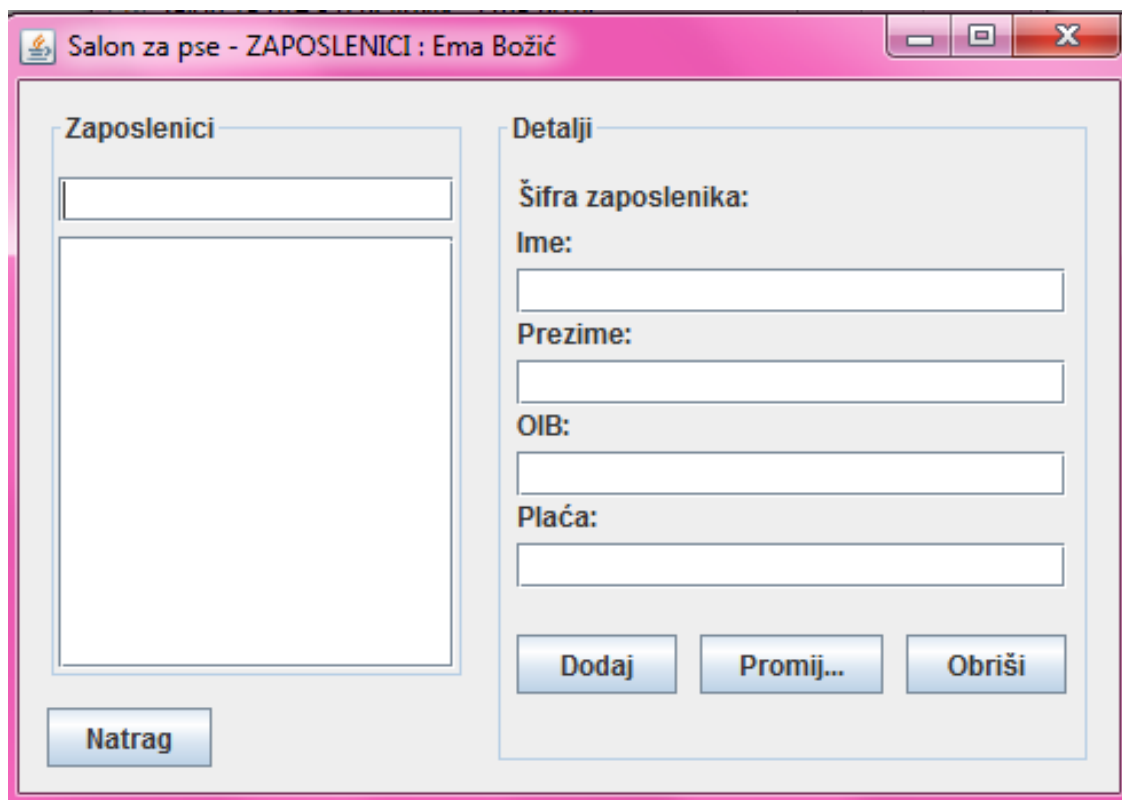 Salon za pse - ZAPOSLENICI : Ema Božić
Zaposlenici
Detalji
Šifra zaposlenika:
Ime:
Prezime:
OIB:
Plaća:
Dodaj
Promij...
Obriši
Natrag